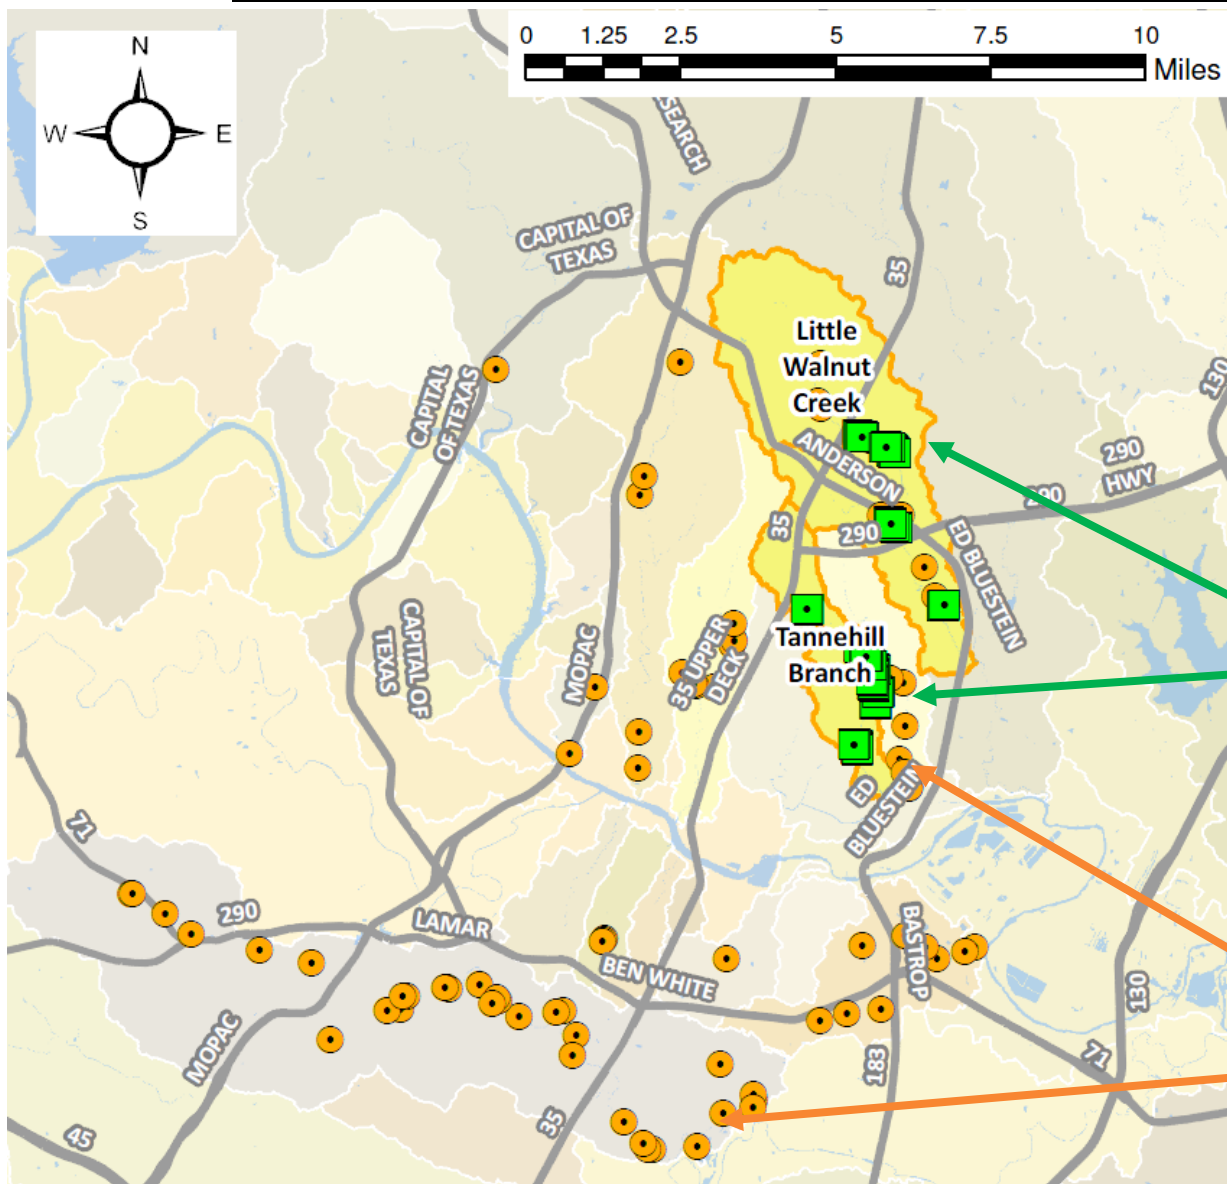 N
W
E
S
0 1.25 2.5 5 7.5 10
Miles
SEARCH
CAPITAL OF
TEXAS
35
Little
Walnut
Creek
CAPITAL
OF TEXAS
130
ANDERSON
290
HWY
290
35
290
ED BLUESTEIN
CAPITAL OF
TEXAS
MOPAC
35 UPPER
DECK
Tannehill
Branch
ED
BLUESTEIN
71
290
LAMAR
BEN WHITE
BASTROP
130
MOPAC
183
71
35
45